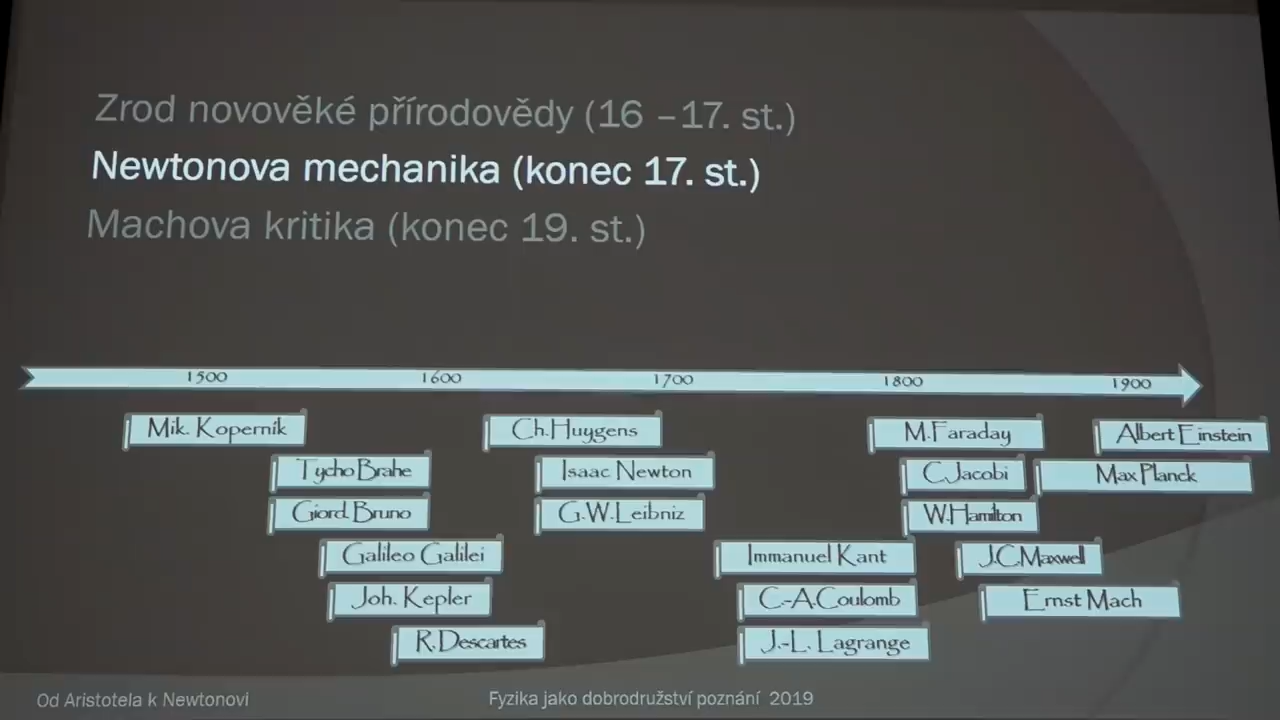 Zrod novověké přírodovědy (16 –17. st.)
Newtonova mechanika (konec 17. st.)
Machova kritika (konec 19. st.)
1500 1600 1700 1800 1900
Mik. Koperník Ch.Huygens M.Faraday Albert Einstein
Tycho Brahe Isaac Newton C.Jacobi Max Planck
Giord.Bruno G.W.Leibniz W.Hamilton
Galileo Galilei Immanuel Kant J.C.Maxwell
Joh. Kepler C.-A.Coulomb Ernst Mach
R.Descartes J.-L. Lagrange
Od Aristotela k Newtonovi Fyzika jako dobrodružství poznání 2019